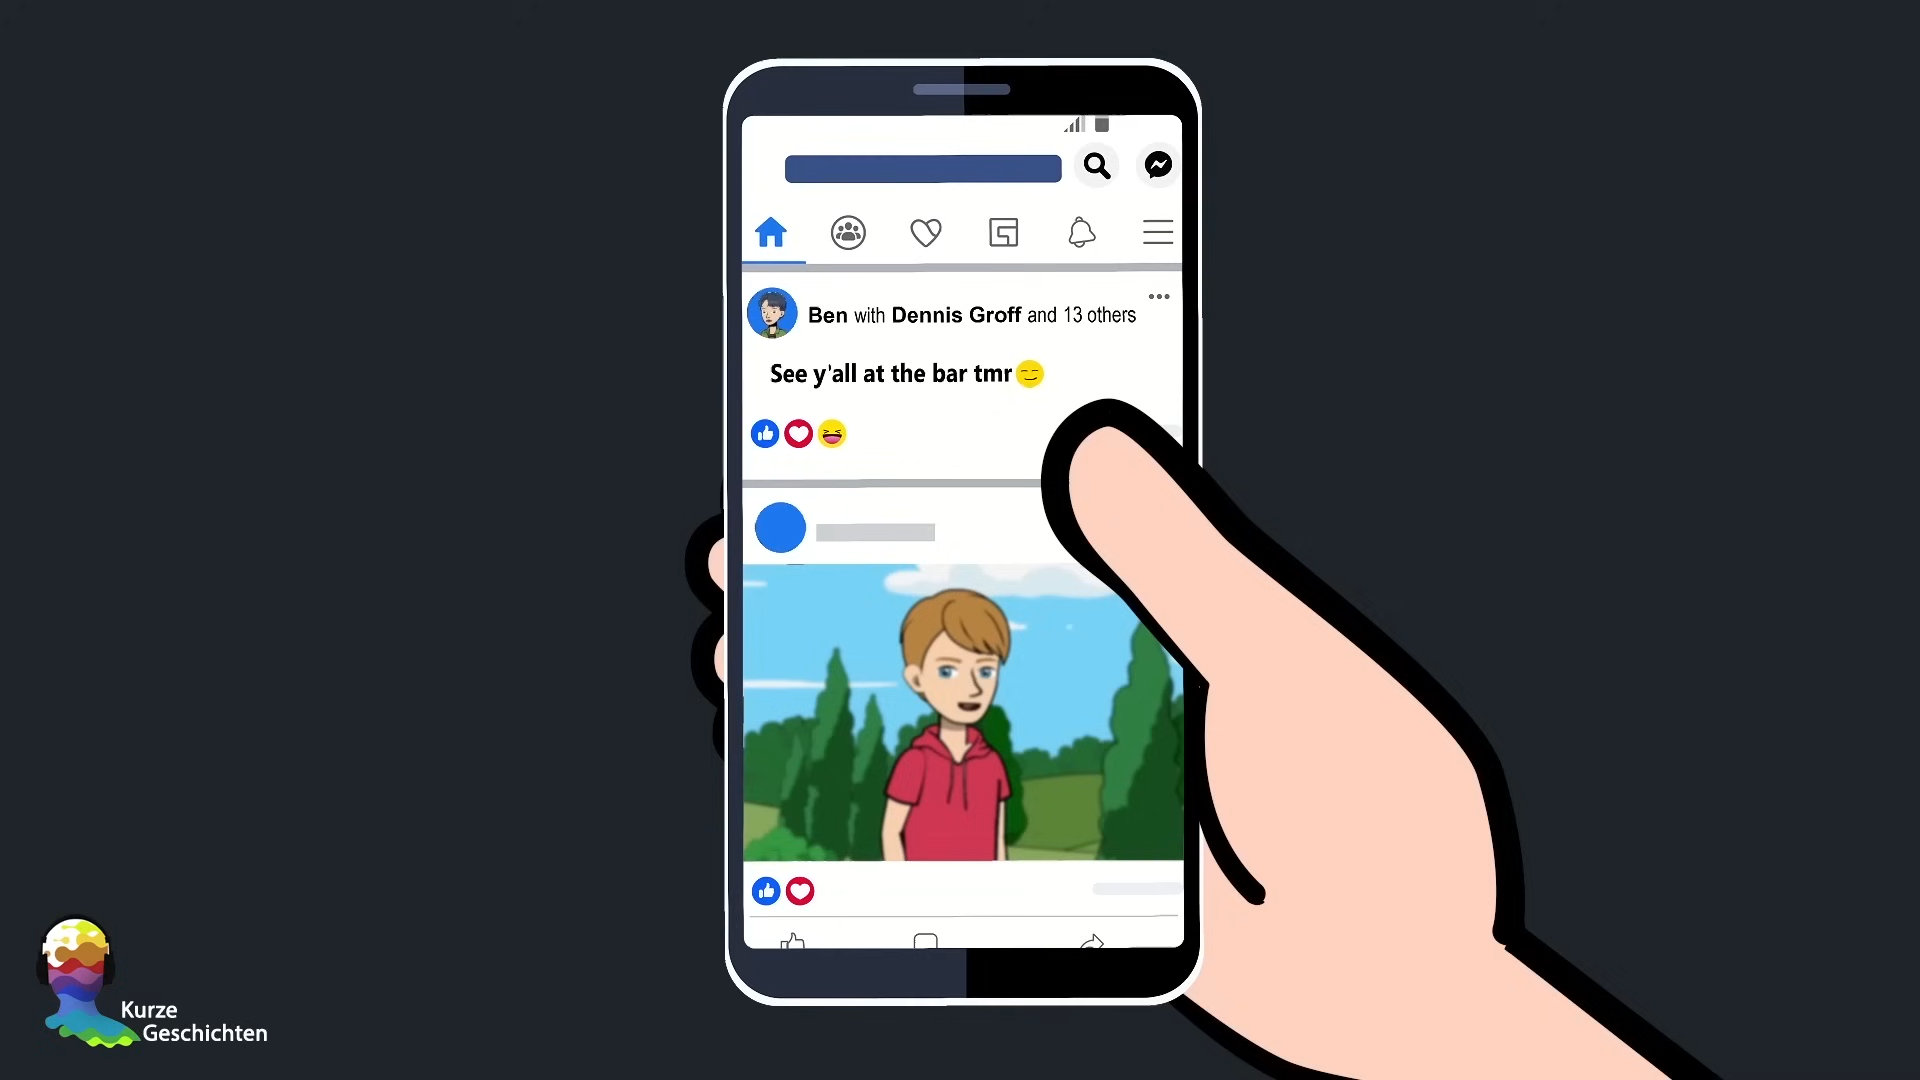 Ben with Dennis Groff and 13 others
See y'all at the bar tmr
Kurze
Geschichten